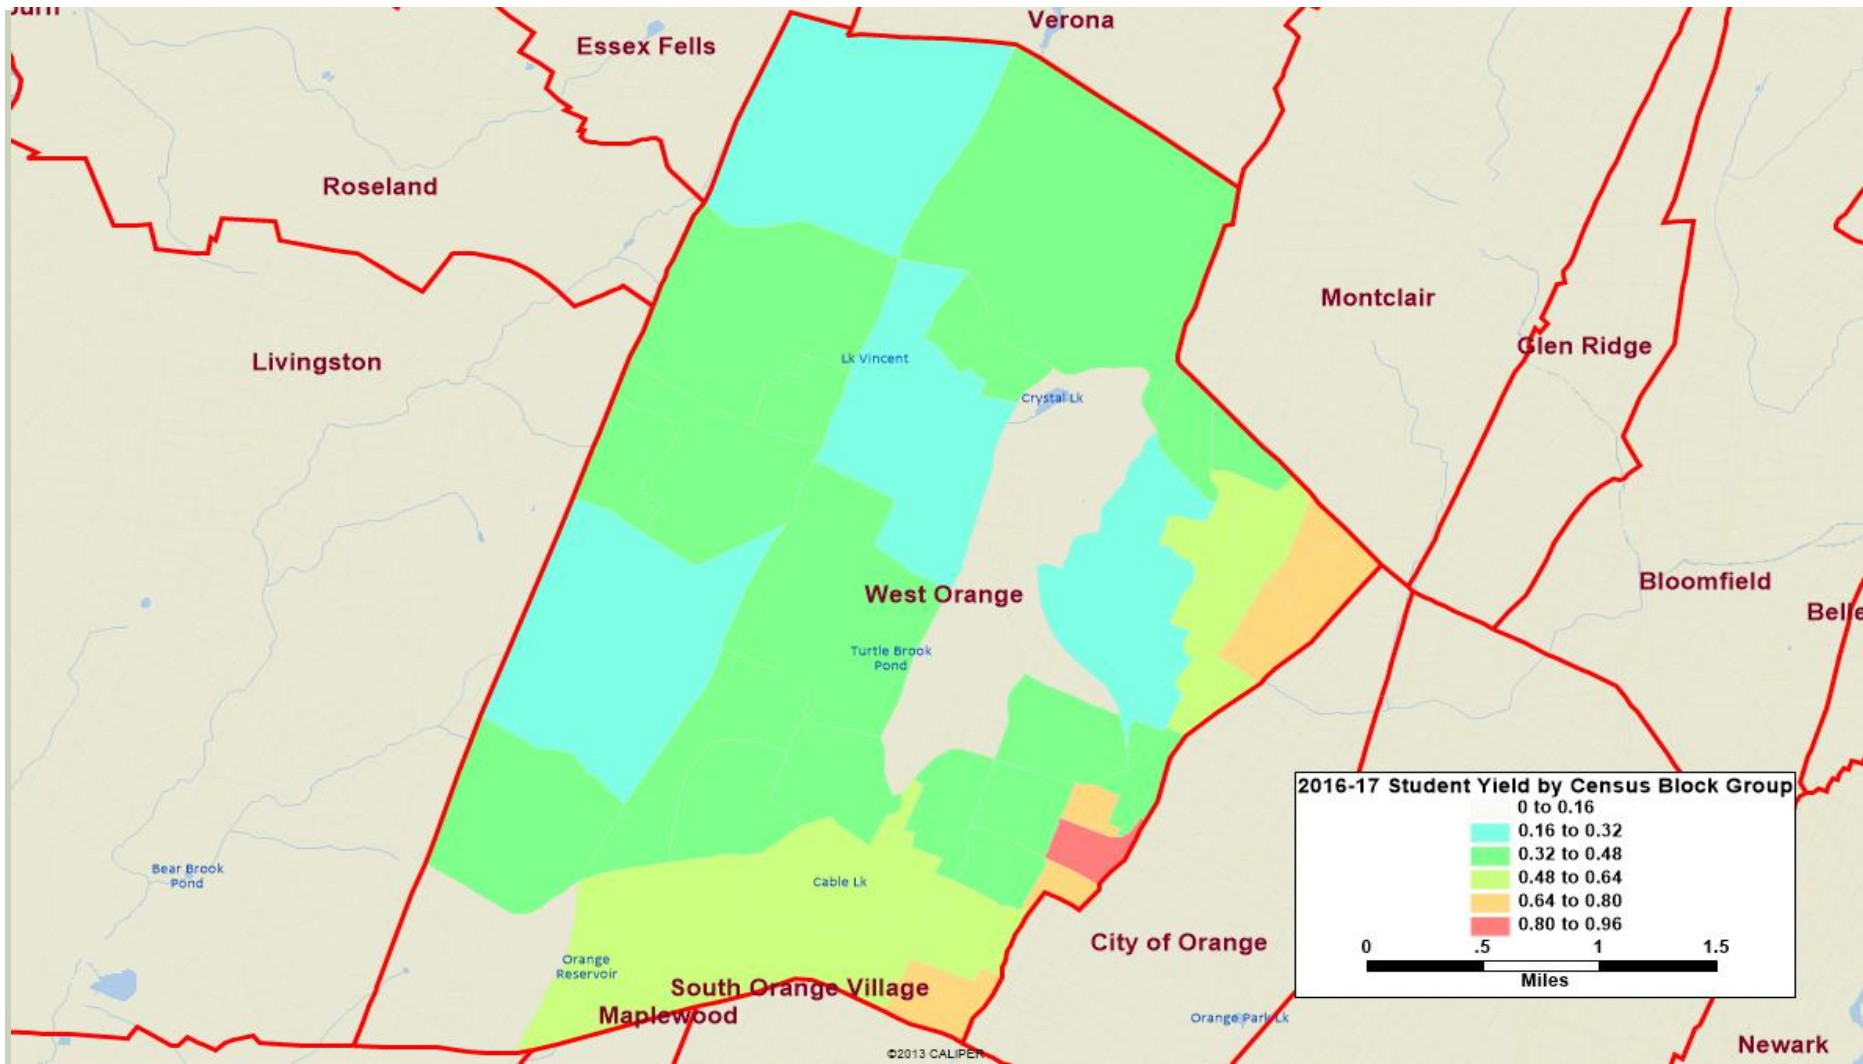 Essex Fells
Verona
Roseland
Montclair
Glen Ridge
Livingston
Lk Vincent
Crystal Lk
West Orange
Bloomfield
Belle
Turtle Brook
Pond
2016-17 Student Yield by Census Block Group
0 to 0.16
0.16 to 0.32
0.32 to 0.48
0.48 to 0.64
0.64 to 0.80
0.80 to 0.96
0 .5 1 1.5
Miles
Bear Brook
Pond
Cable Lk
City of Orange
Orange
Reservoir
South Orange Village
Maplewood
Orange Park Lk
Newark
©2013 CALIPER